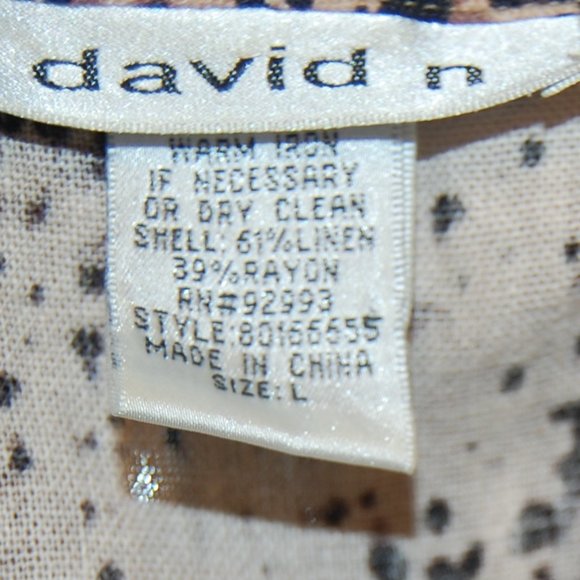 david n
WARM IRON
IF NECESSARY
OR DRY CLEAN
SHELL: 61%LINEN
39%RAYON
RN#92993
STYLE:80166655
MADE IN CHINA
SIZE: L